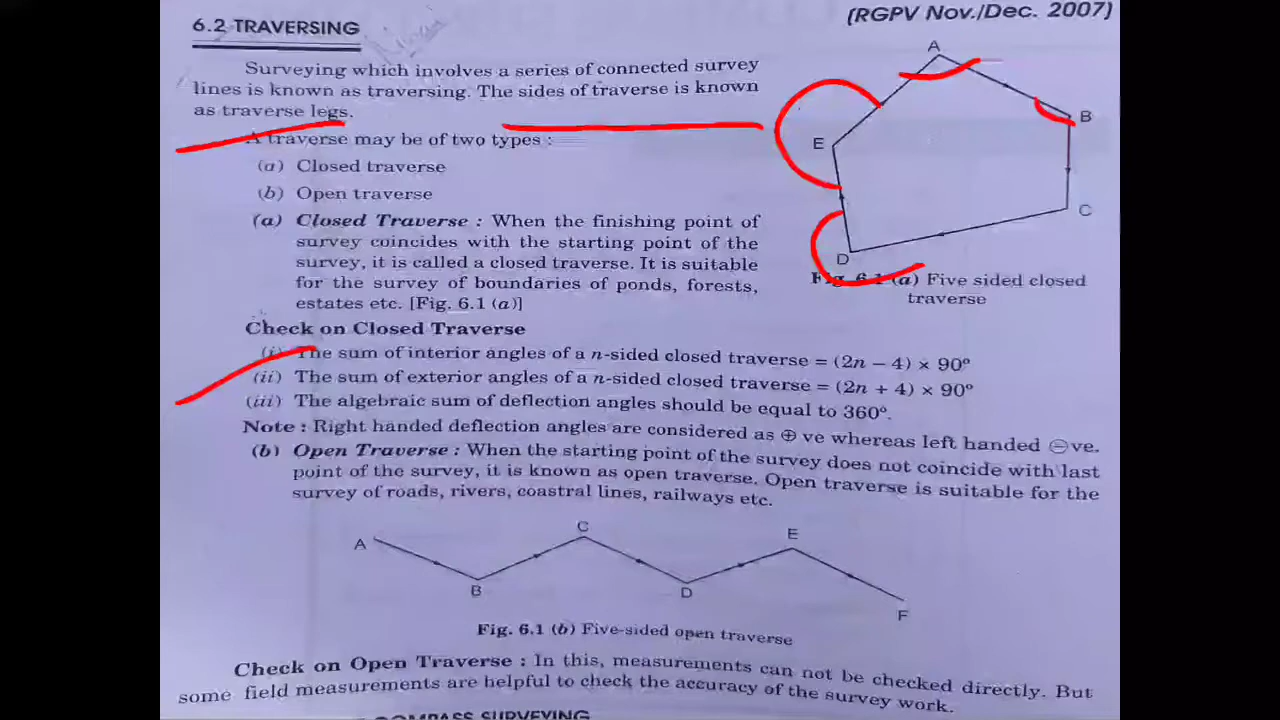 (RGPV Nov./Dec. 2007)
6.2 TRAVERSING
Surveying which involves a series of connected survey
lines is known as traversing. The sides of traverse is known
as traverse legs.
A traverse may be of two types :
(a) Closed traverse
(b) Open traverse
(a) Closed Traverse : When the finishing point of
survey coincides with the starting point of the
survey, it is called a closed traverse. It is suitable
for the survey of boundaries of ponds, forests,
estates etc. [Fig. 6.1 (a)]
A
B
E
C
D
Fig. 6.1 (a) Five sided closed
traverse
Check on Closed Traverse
(i) The sum of interior angles of a n-sided closed traverse = (2n – 4) × 90º
(ii) The sum of exterior angles of a n-sided closed traverse = (2n + 4) × 90º
(iii) The algebraic sum of deflection angles should be equal to 360º.
Note : Right handed deflection angles are considered as ⊕ ve whereas left handed ⊖ve.
(b) Open Traverse : When the starting point of the survey does not coincide with last
point of the survey, it is known as open traverse. Open traverse is suitable for the
survey of roads, rivers, coastral lines, railways etc.
A
B
C
D
E
F
Fig. 6.1 (b) Five-sided open traverse
Check on Open Traverse : In this, measurements can not be checked directly. But
some field measurements are helpful to check the accuracy of the survey work.
COMPASS SURVEYING